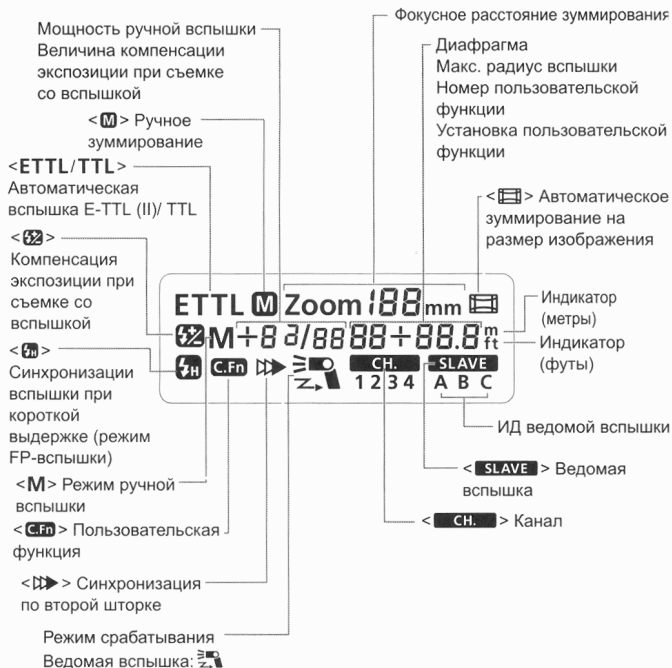 Мощность ручной вспышки
Величина компенсации
экспозиции при съемке
со вспышкой
Фокусное расстояние зуммирования
Диафрагма
Макс. радиус вспышки
Номер пользовательской
функции
Установка пользовательской
функции
<M> Ручное
зуммирование
<ETTL/TTL>
Автоматическая
вспышка E-TTL (II)/ TTL
< > Автоматическое
зуммирование на
размер изображения
< >
Компенсация
экспозиции при
съемке со
вспышкой
ETTL M Zoom 188 mm
M+8 a/88 88+88.8 m ft
H C.Fn CH. SLAVE
1 2 3 4 A B C
Индикатор
(метры)
Индикатор
(футы)
< H >
Синхронизации
вспышки при
короткой
выдержке (режим
FP-вспышки)
ИД ведомой вспышки
<M> Режим ручной
вспышки
< SLAVE > Ведомая
вспышка
< C.Fn > Пользовательская
функция
< CH. > Канал
< > Синхронизация
по второй шторке
Режим срабатывания
Ведомая вспышка: